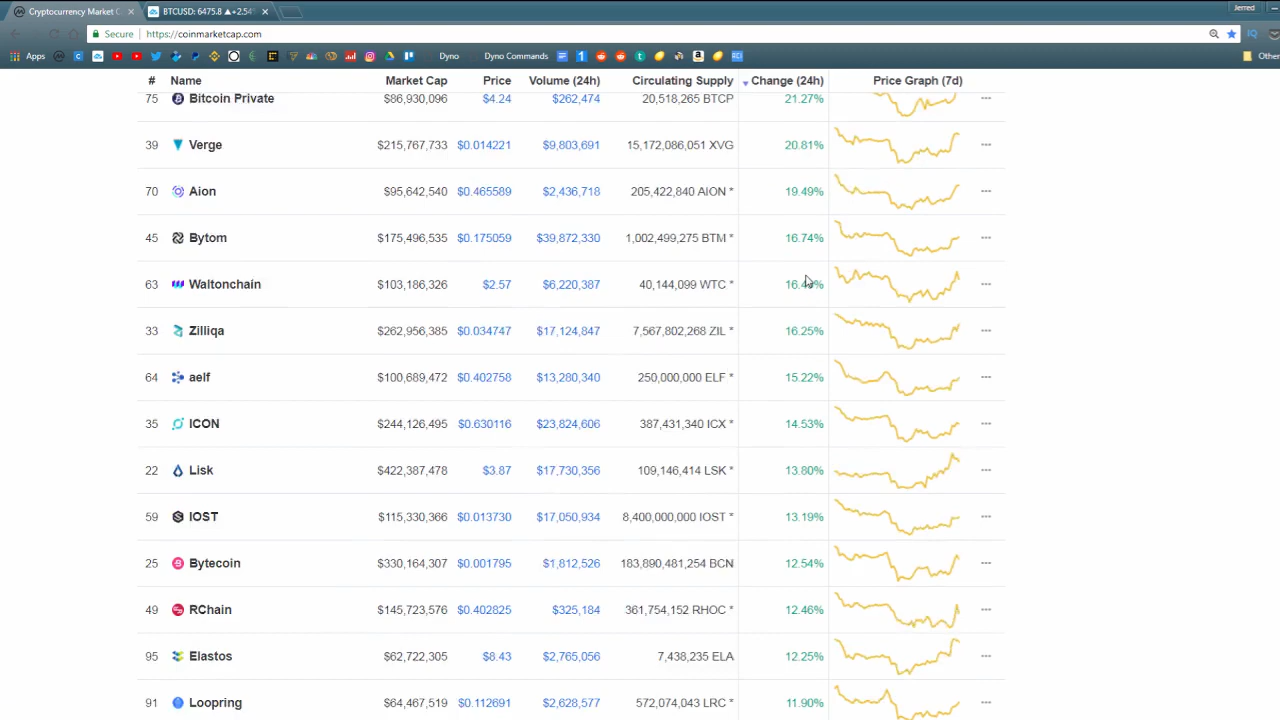 Cryptocurrency Market C
BTCUSD: 6475.8 ▲+2.54
Jerred
Secure https://coinmarketcap.com
Apps Dyno Dyno Commands Other
# Name Market Cap Price Volume (24h) Circulating Supply Change (24h) Price Graph (7d)
75 Bitcoin Private $86,930,096 $4.24 $262,474 20,518,265 BTCP 21.27%
39 Verge $215,767,733 $0.014221 $9,803,691 15,172,086,051 XVG 20.81%
70 Aion $95,642,540 $0.465589 $2,436,718 205,422,840 AION * 19.49%
45 Bytom $175,496,535 $0.175059 $39,872,330 1,002,499,275 BTM * 16.74%
63 Waltonchain $103,186,326 $2.57 $6,220,387 40,144,099 WTC *
33 Zilliqa $262,956,385 $0.034747 $17,124,847 7,567,802,268 ZIL * 16.25%
64 aelf $100,689,472 $0.402758 $13,280,340 250,000,000 ELF * 15.22%
35 ICON $244,126,495 $0.630116 $23,824,606 387,431,340 ICX * 14.53%
22 Lisk $422,387,478 $3.87 $17,730,356 109,146,414 LSK * 13.80%
59 IOST $115,330,366 $0.013730 $17,050,934 8,400,000,000 IOST * 13.19%
25 Bytecoin $330,164,307 $0.001795 $1,812,526 183,890,481,254 BCN 12.54%
49 RChain $145,723,576 $0.402825 $325,184 361,754,152 RHOC * 12.46%
95 Elastos $62,722,305 $8.43 $2,765,056 7,438,235 ELA 12.25%
91 Loopring $64,467,519 $0.112691 $2,628,577 572,074,043 LRC * 11.90%